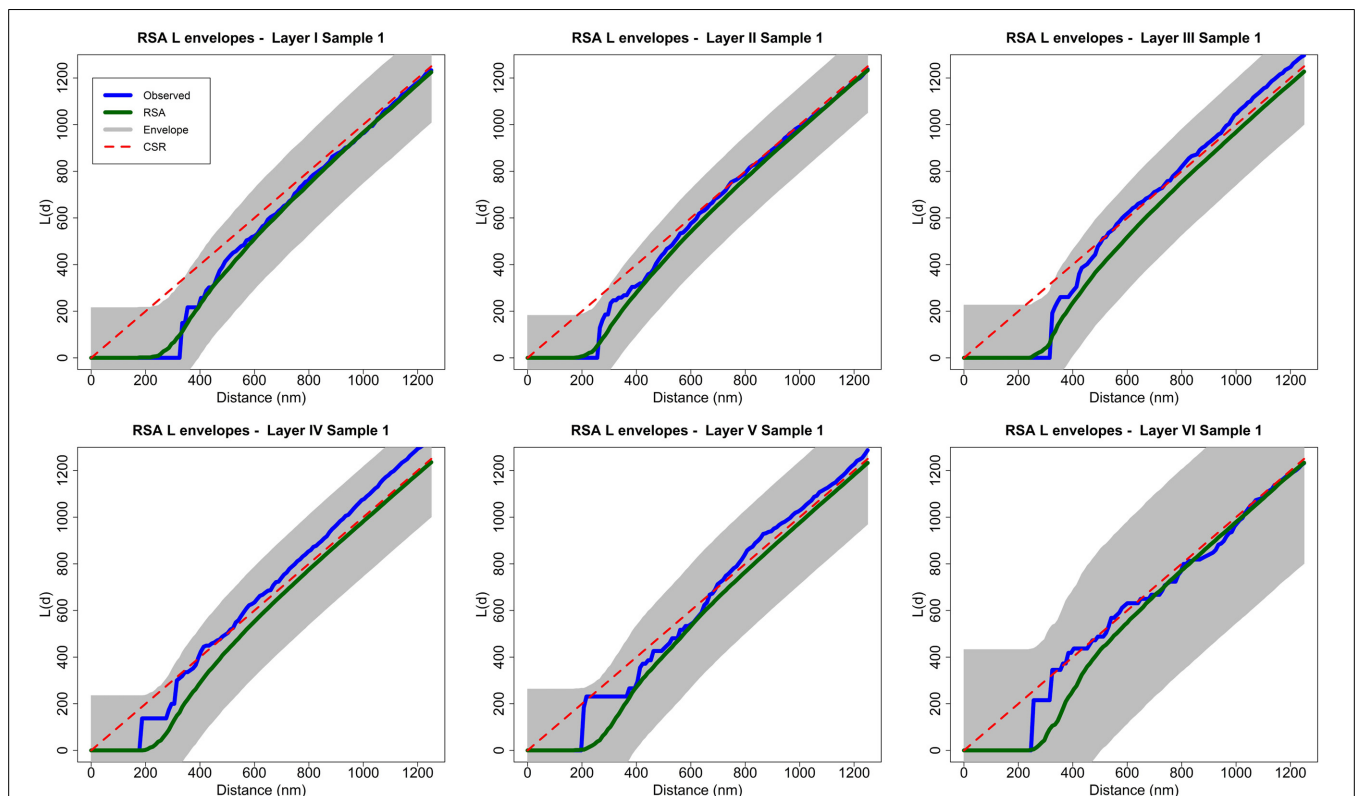 RSA L envelopes - Layer I Sample 1
RSA L envelopes - Layer II Sample 1
RSA L envelopes - Layer III Sample 1
Observed
RSA
Envelope
CSR
L(d)
0 200 400 600 800 1000 1200
0 200 400 600 800 1000 1200
Distance (nm)
L(d)
0 200 400 600 800 1000 1200
0 200 400 600 800 1000 1200
Distance (nm)
L(d)
0 200 400 600 800 1000 1200
0 200 400 600 800 1000 1200
Distance (nm)
RSA L envelopes - Layer IV Sample 1
RSA L envelopes - Layer V Sample 1
RSA L envelopes - Layer VI Sample 1
L(d)
0 200 400 600 800 1000 1200
0 200 400 600 800 1000 1200
Distance (nm)
L(d)
0 200 400 600 800 1000 1200
0 200 400 600 800 1000 1200
Distance (nm)
L(d)
0 200 400 600 800 1000 1200
0 200 400 600 800 1000 1200
Distance (nm)